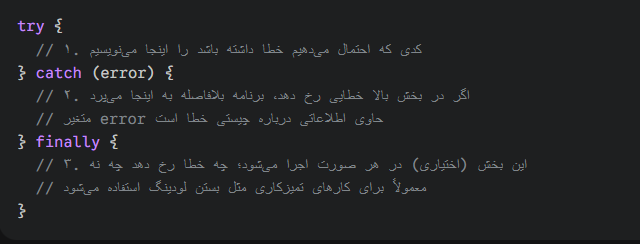 try {
// ۱. کدی که احتمال می‌دهیم خطا داشته باشد را اینجا می‌نویسیم
} catch (error) {
// ۲. اگر در بخش بالا خطایی رخ دهد، برنامه بلافاصله به اینجا می‌پرد
// متغیر error حاوی اطلاعاتی درباره چیستی خطا است
} finally {
// ۳. این بخش (اختیاری) در هر صورت اجرا می‌شود؛ چه خطا رخ دهد چه نه
// معمولاً برای کارهای تمیزکاری مثل بستن لودینگ استفاده می‌شود
}